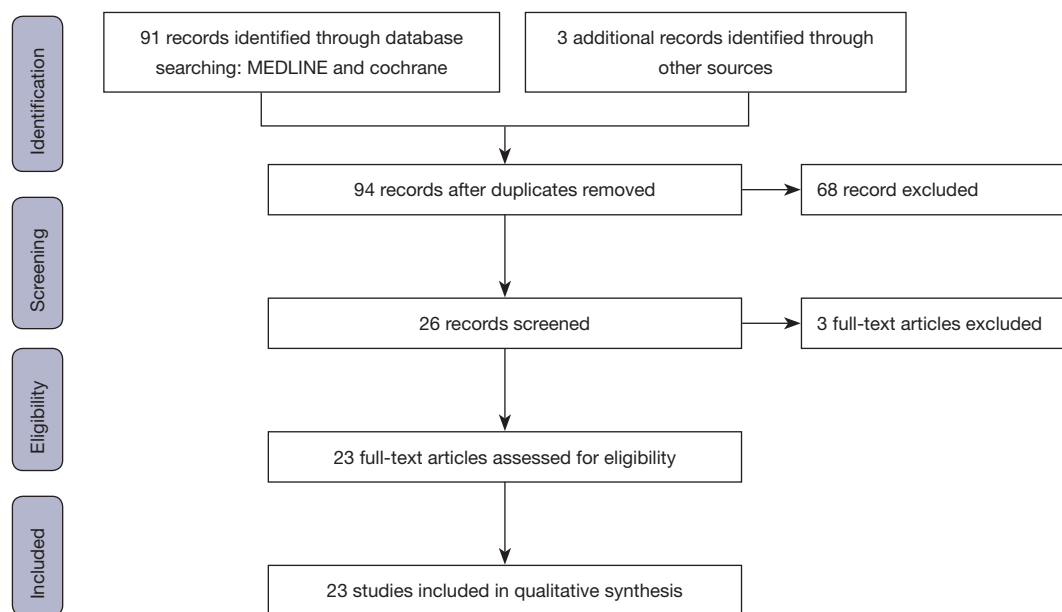 Identification
91 records identified through database
searching: MEDLINE and cochrane
3 additional records identified through
other sources
94 records after duplicates removed
68 record excluded
Screening
26 records screened
3 full-text articles excluded
Eligibility
23 full-text articles assessed for eligibility
Included
23 studies included in qualitative synthesis